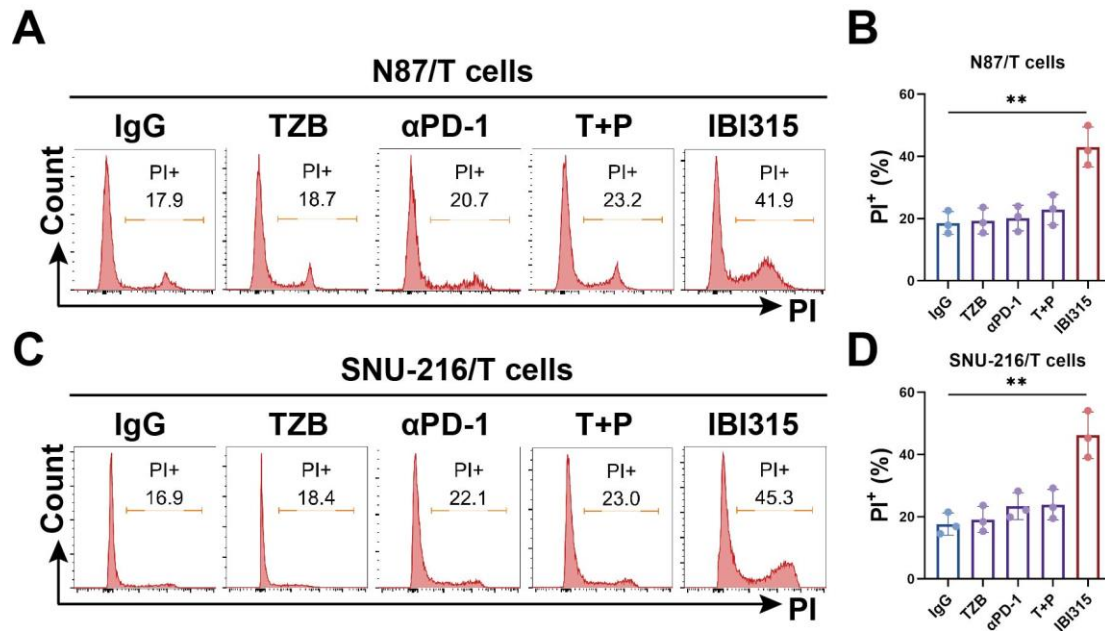 A
N87/T cells
IgG TZB αPD-1 T+P IBI315
Count
PI+ PI+ PI+ PI+ PI+
17.9 18.7 20.7 23.2 41.9
PI
B
N87/T cells
**
PI+ (%)
60
40
20
0
IgG TZB αPD-1 T+P IBI315
C
SNU-216/T cells
IgG TZB αPD-1 T+P IBI315
Count
PI+ PI+ PI+ PI+ PI+
16.9 18.4 22.1 23.0 45.3
PI
D
SNU-216/T cells
**
PI+ (%)
60
40
20
0
IgG TZB αPD-1 T+P IBI315